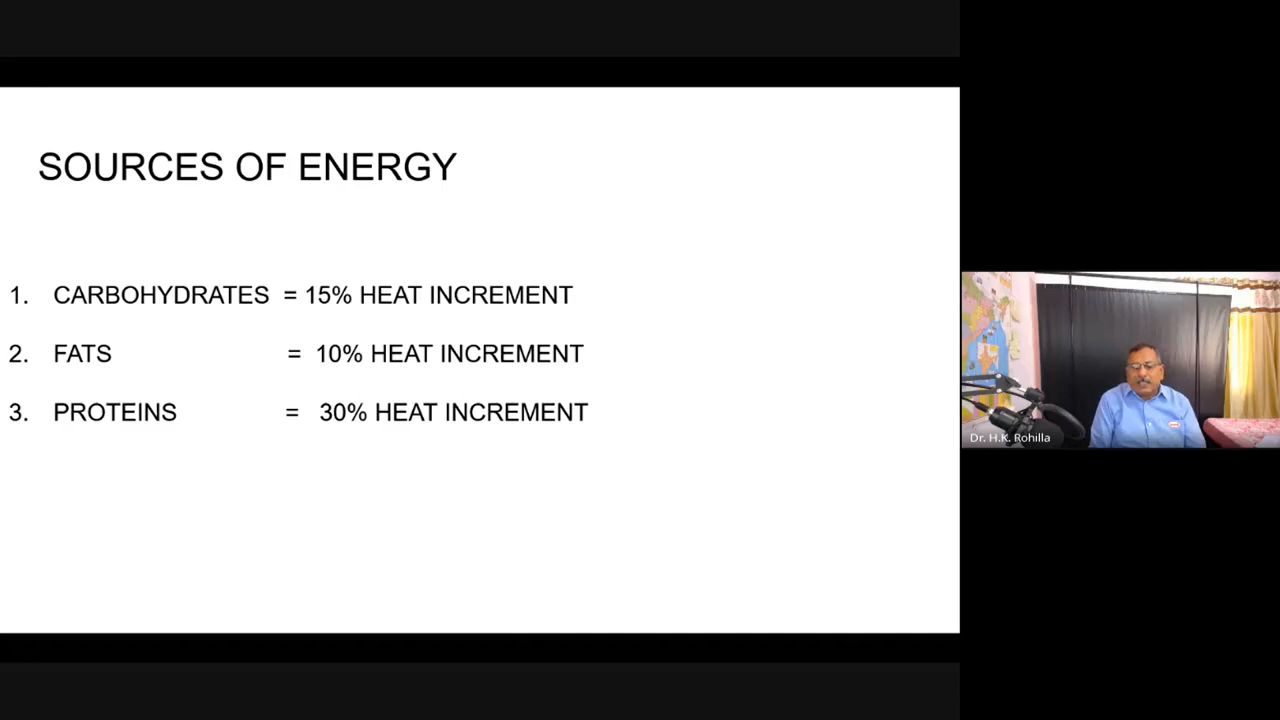 SOURCES OF ENERGY
1. CARBOHYDRATES = 15% HEAT INCREMENT
2. FATS = 10% HEAT INCREMENT
3. PROTEINS = 30% HEAT INCREMENT
Dr. H.K. Rohilla